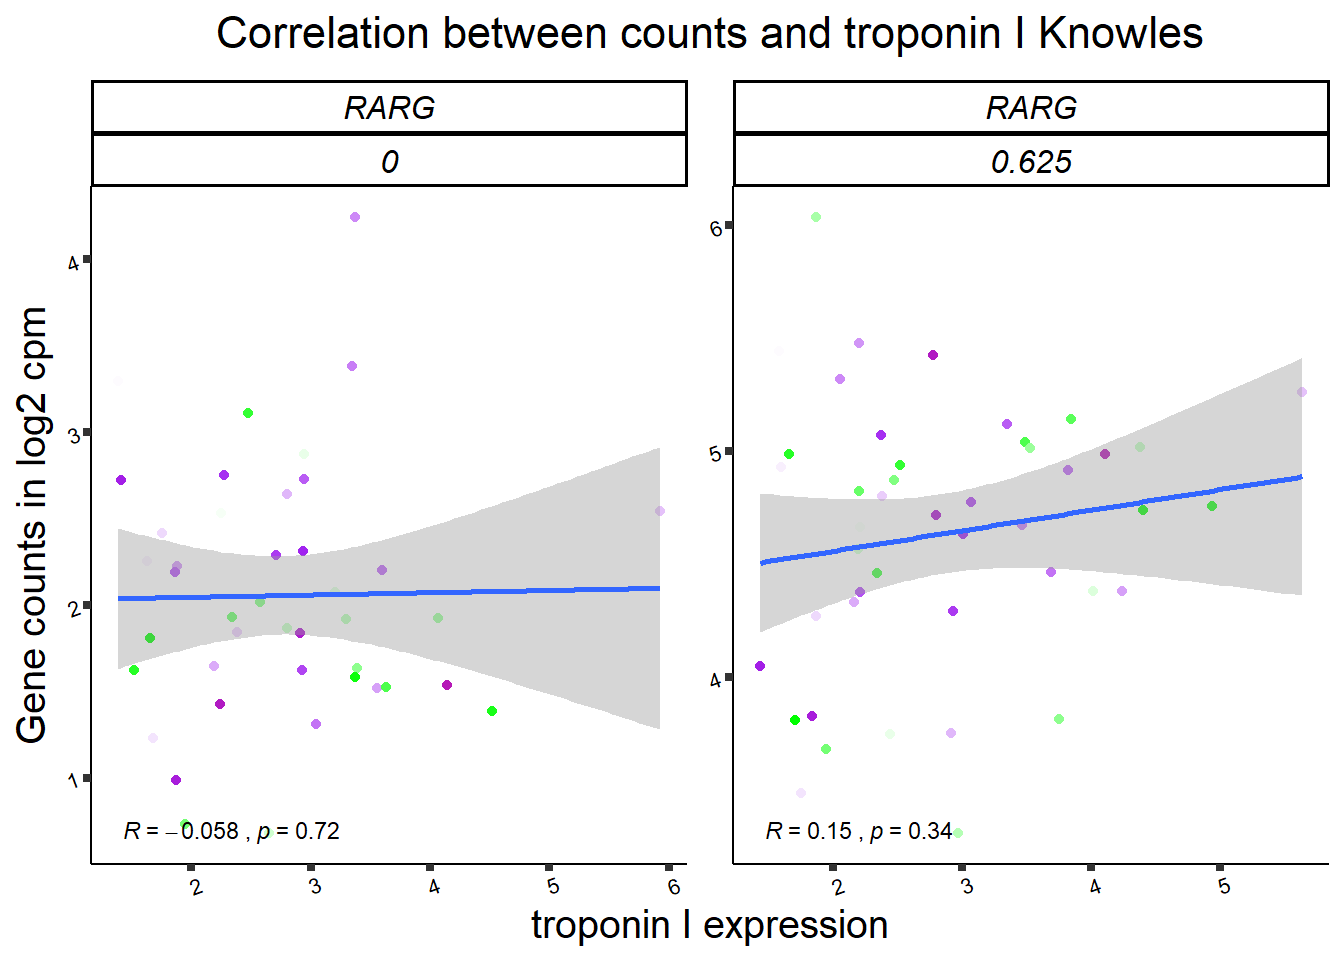 Correlation between counts and troponin I Knowles
RARG
0
RARG
0.625
Gene counts in log2 cpm
4
3
2
1
R = −0.058 , p = 0.72
2
3
4
5
6
6
5
4
R = 0.15 , p = 0.34
2
3
4
5
troponin I expression